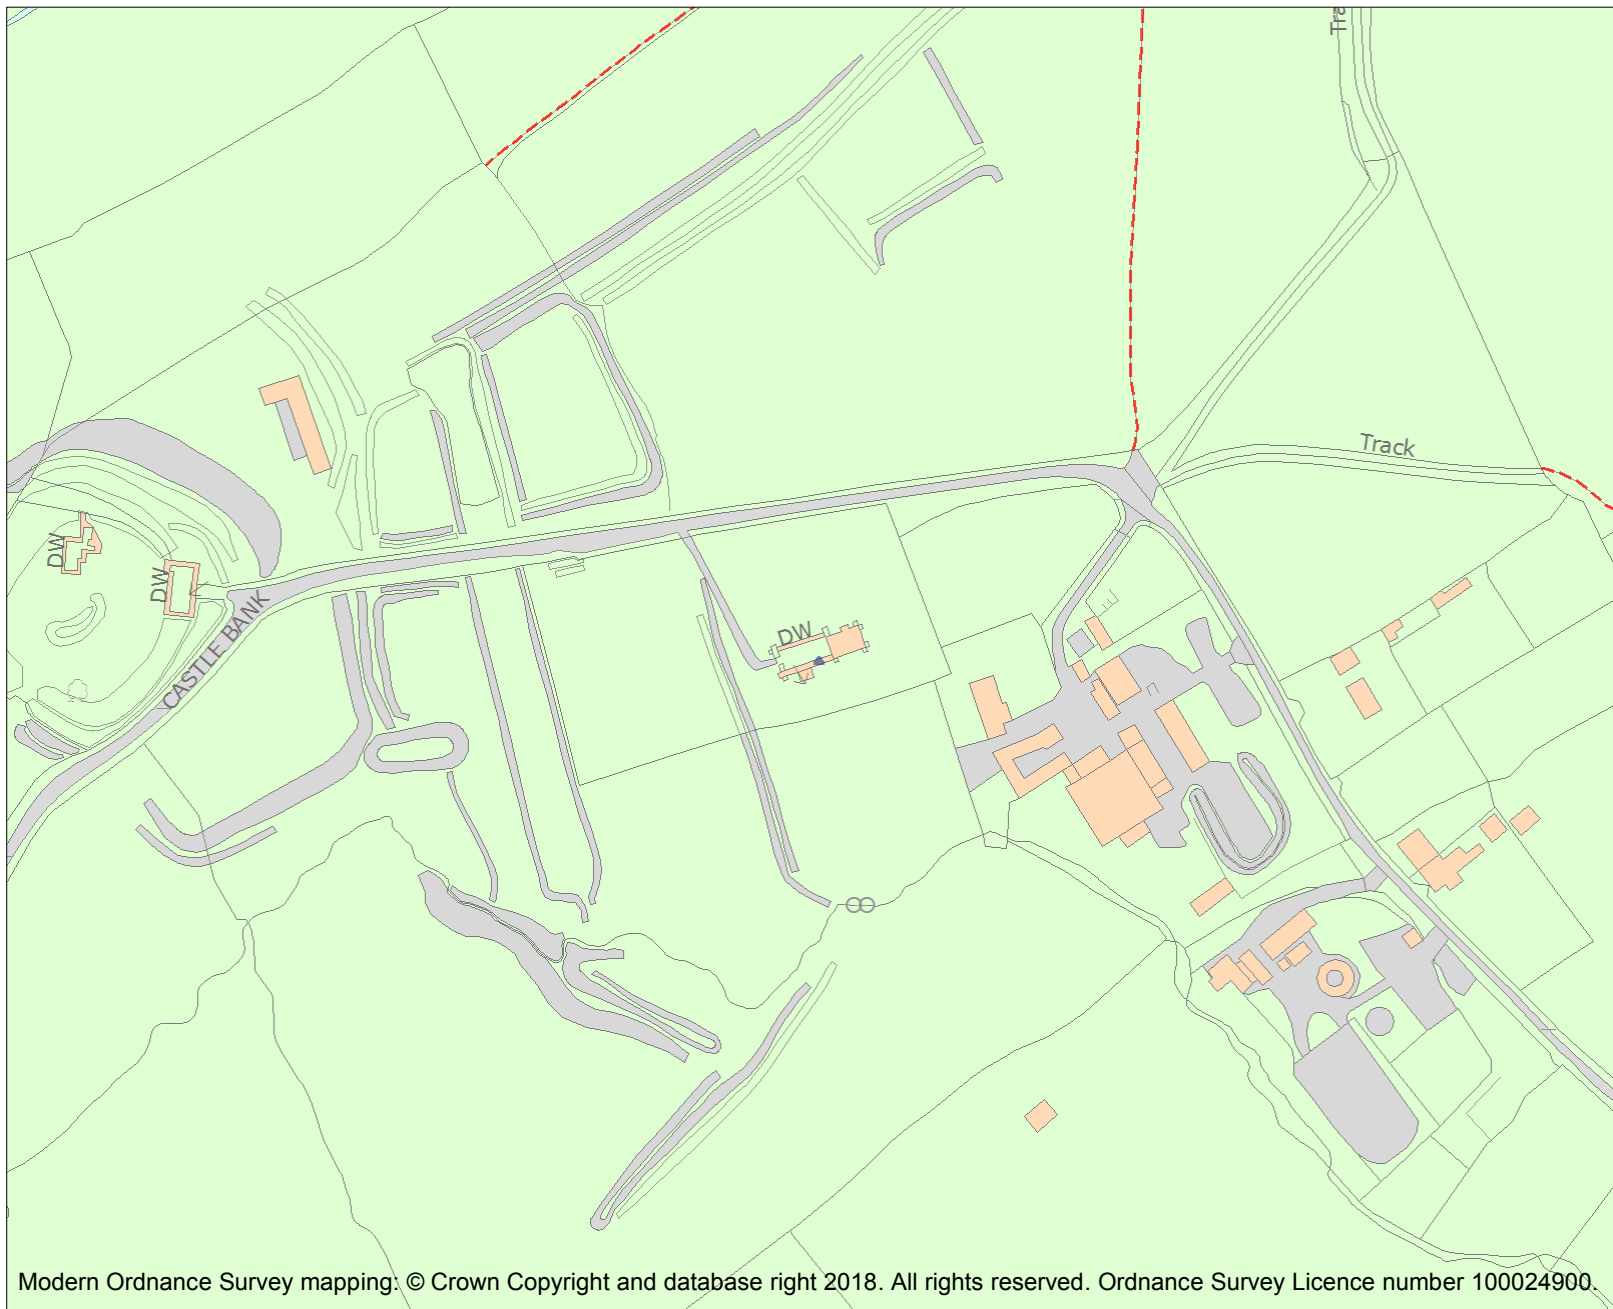 Tra
Track
DW
DW
DW
CASTLE BANK
Modern Ordnance Survey mapping: © Crown Copyright and database right 2018. All rights reserved. Ordnance Survey Licence number 100024900.